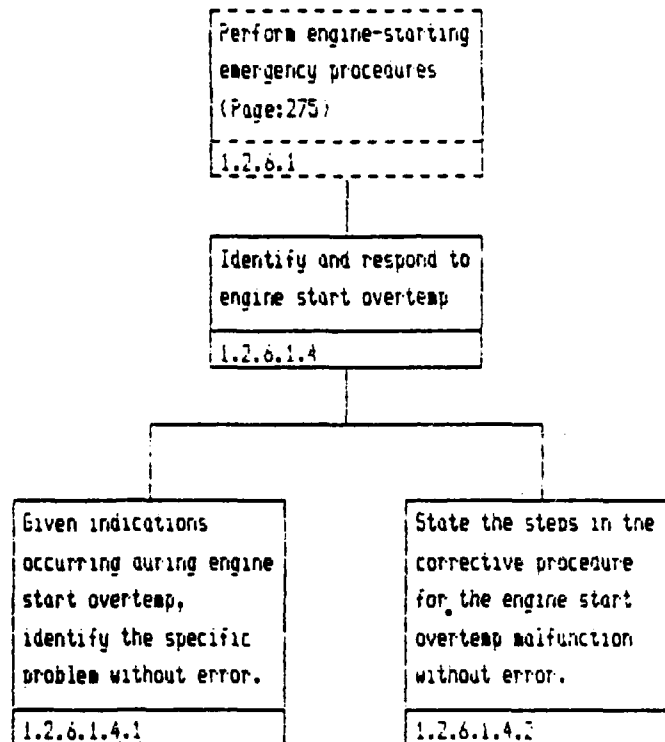 Perform engine-starting
emergency procedures
(Page:275)
1.2.6.1
Identify and respond to
engine start overtemp
1.2.6.1.4
Given indications
occurring during engine
start overtemp,
identify the specific
problem without error.
1.2.6.1.4.1
State the steps in the
corrective procedure
for the engine start
overtemp malfunction
without error.
1.2.6.1.4.2